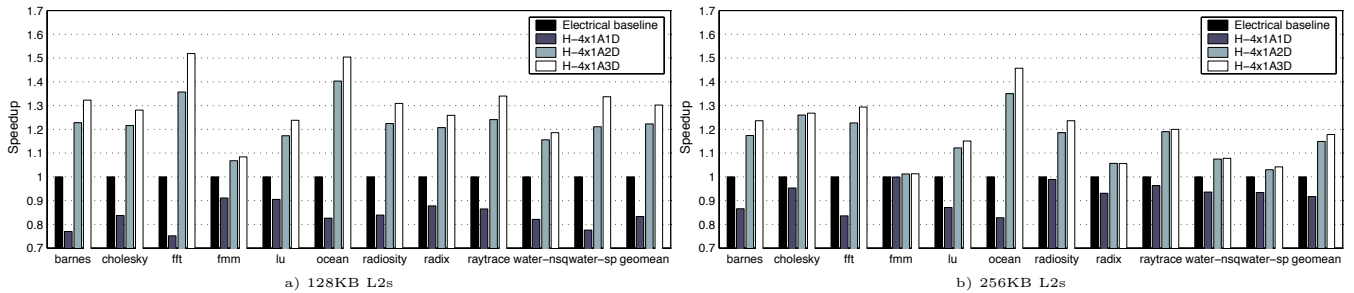 1.7
1.6
1.5
1.4
1.3
1.2
1.1
1
0.9
0.8
0.7
Speedup
Electrical baseline
H-4x1A1D
H-4x1A2D
H-4x1A3D
barnes cholesky fft fmm lu ocean radiosity radix raytrace water-nsq water-sp geomean
a) 128KB L2s
1.7
1.6
1.5
1.4
1.3
1.2
1.1
1
0.9
0.8
0.7
Speedup
Electrical baseline
H-4x1A1D
H-4x1A2D
H-4x1A3D
barnes cholesky fft fmm lu ocean radiosity radix raytrace water-nsq water-sp geomean
b) 256KB L2s